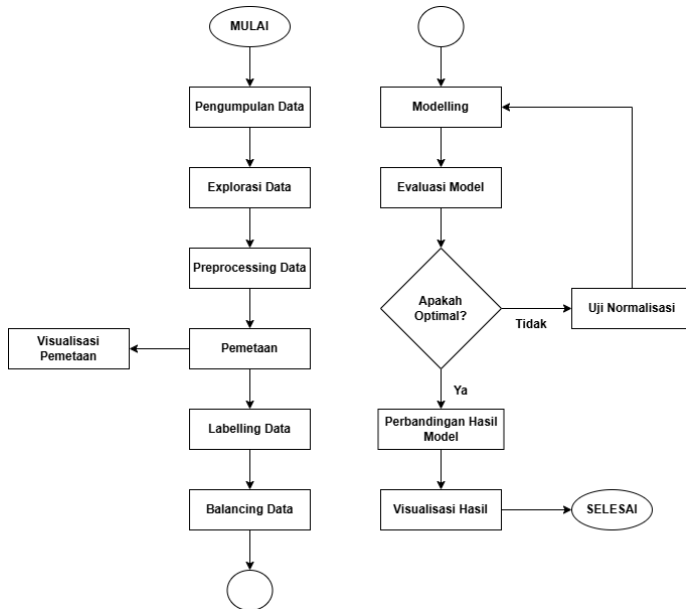 MULAI
Pengumpulan Data
Explorasi Data
Preprocessing Data
Pemetaan
Visualisasi
Pemetaan
Labelling Data
Balancing Data
Modelling
Evaluasi Model
Apakah
Optimal?
Tidak
Uji Normalisasi
Ya
Perbandingan Hasil
Model
Visualisasi Hasil
SELESAI